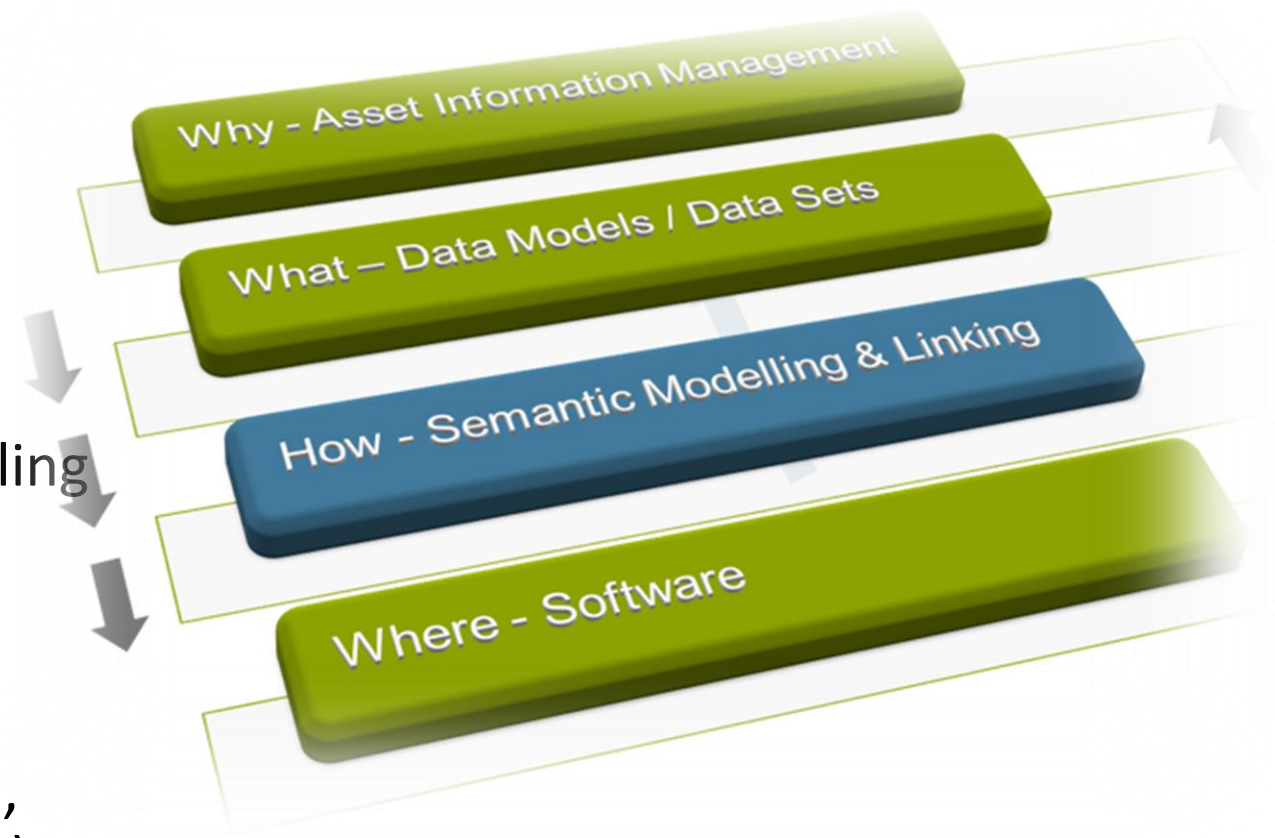 Why - Asset Information Management
What – Data Models / Data Sets
How - Semantic Modelling & Linking
ling
Where - Software
,
)